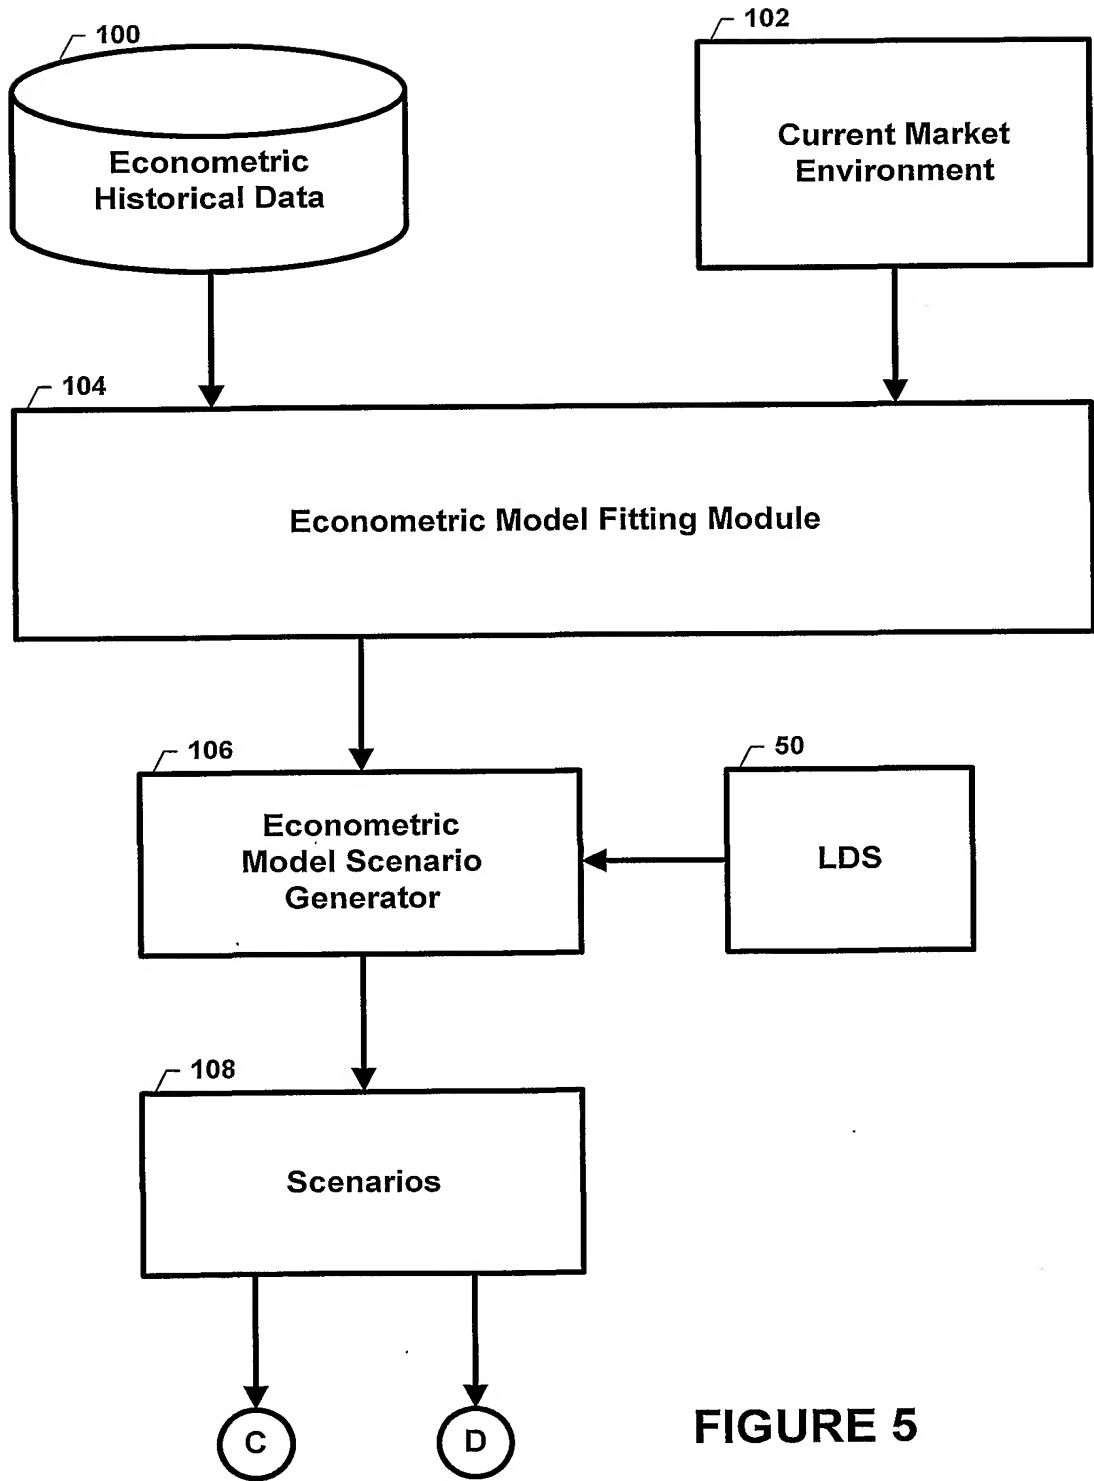 100
Econometric
Historical Data
102
Current Market
Environment
104
Econometric Model Fitting Module
106
Econometric
Model Scenario
Generator
50
LDS
108
Scenarios
C
D
FIGURE 5